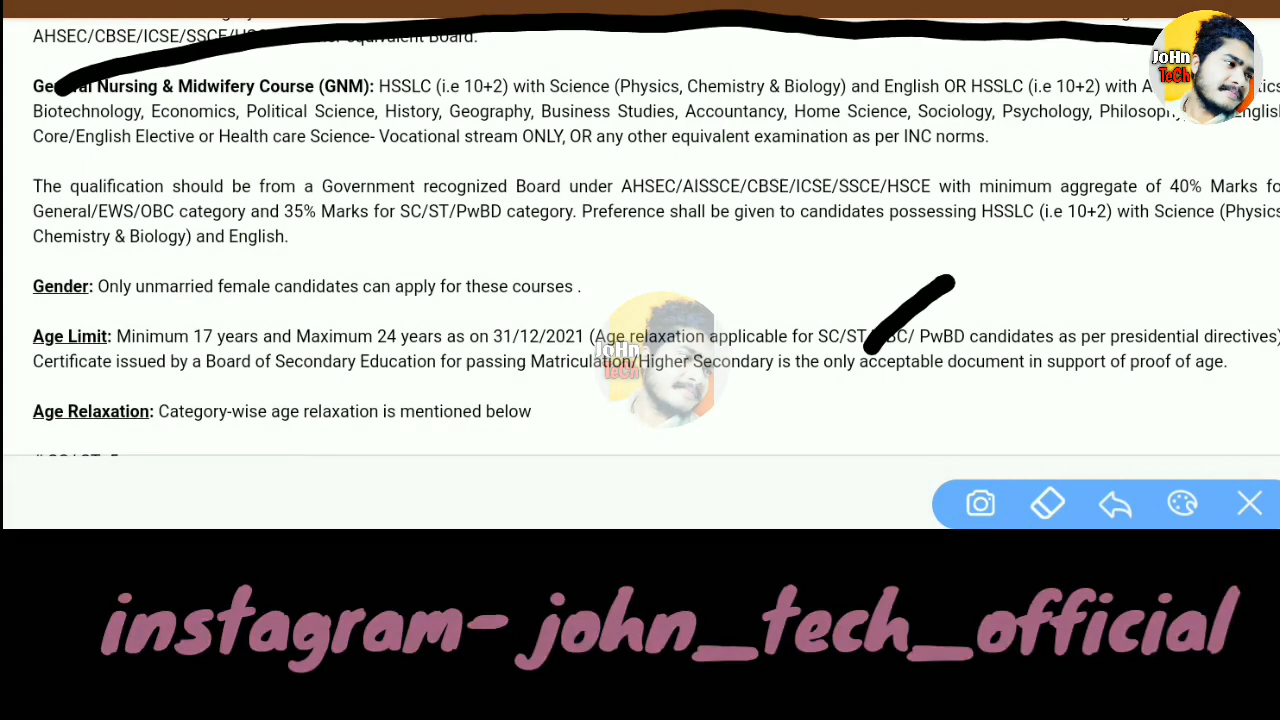 AHSEC/CBSE/ICSE/SSCE/ equivalent Board.
JoHn
TeCh
General Nursing & Midwifery Course (GNM): HSSLC (i.e 10+2) with Science (Physics, Chemistry & Biology) and English OR HSSLC (i.e 10+2) with
Biotechnology, Economics, Political Science, History, Geography, Business Studies, Accountancy, Home Science, Sociology, Psychology, Philosophy, English
Core/English Elective or Health care Science- Vocational stream ONLY, OR any other equivalent examination as per INC norms.
The qualification should be from a Government recognized Board under AHSEC/AISSCE/CBSE/ICSE/SSCE/HSCE with minimum aggregate of 40% Marks fo
General/EWS/OBC category and 35% Marks for SC/ST/PwBD category. Preference shall be given to candidates possessing HSSLC (i.e 10+2) with Science (Physics
Chemistry & Biology) and English.
Gender: Only unmarried female candidates can apply for these courses .
Age Limit: Minimum 17 years and Maximum 24 years as on 31/12/2021 (Age relaxation applicable for SC/ST/ PwBD candidates as per presidential directives)
Certificate issued by a Board of Secondary Education for passing Matriculation/Higher Secondary is the only acceptable document in support of proof of age.
JoHn
TeCh
Age Relaxation: Category-wise age relaxation is mentioned below
instagram- john_tech_official